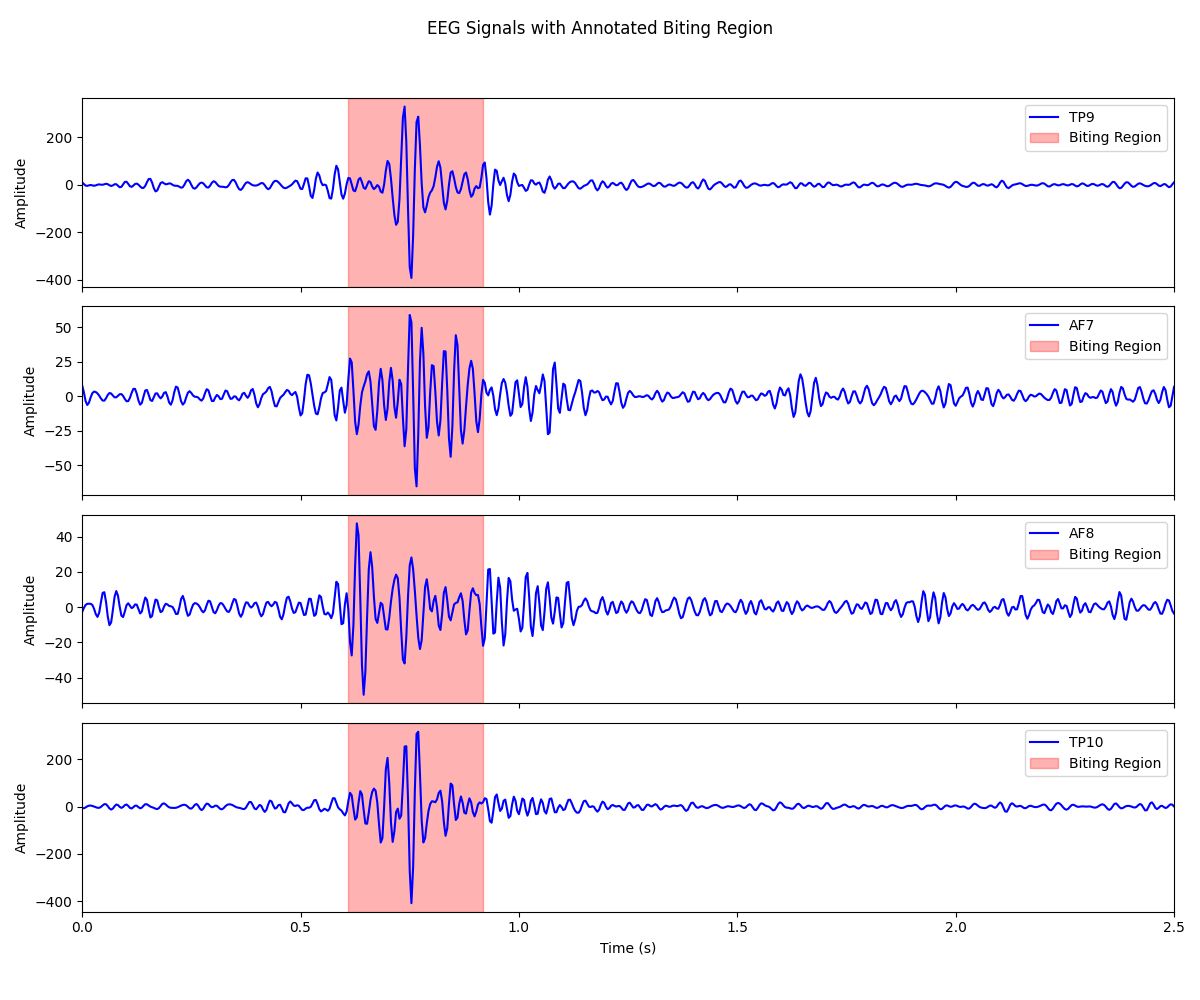 EEG Signals with Annotated Biting Region
TP9
Biting Region
Amplitude
200
0
−200
−400
AF7
Biting Region
Amplitude
50
25
0
−25
−50
AF8
Biting Region
Amplitude
40
20
0
−20
−40
TP10
Biting Region
Amplitude
200
0
−200
−400
0.0 0.5 1.0 1.5 2.0 2.5
Time (s)